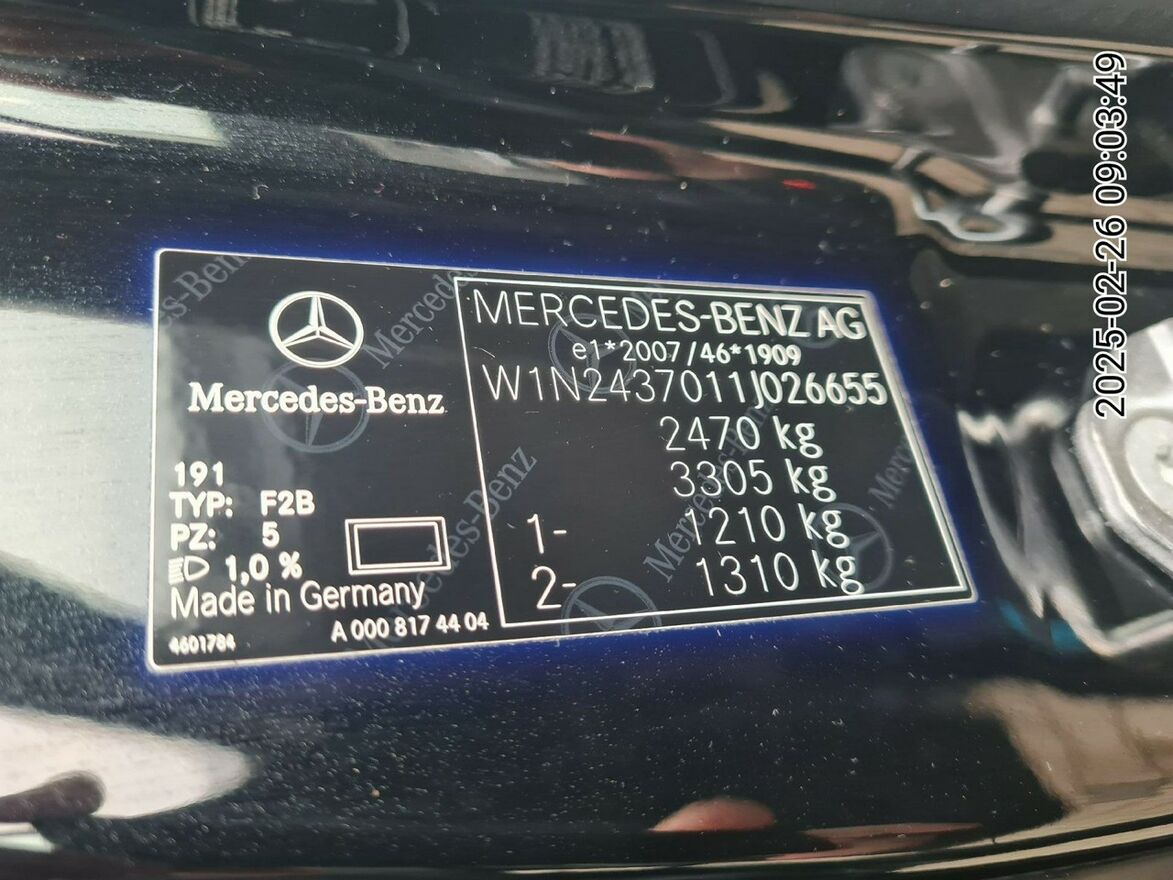 Mercedes-Benz
191
TYP: F2B
PZ: 5
1,0 %
Made in Germany
4601784
A 000 817 44 04
MERCEDES-BENZ AG
e1*2007/46*1909
W1N2437011J026655
2470 kg
3305 kg
1- 1210 kg
2- 1310 kg
2025-02-26 09:03:49